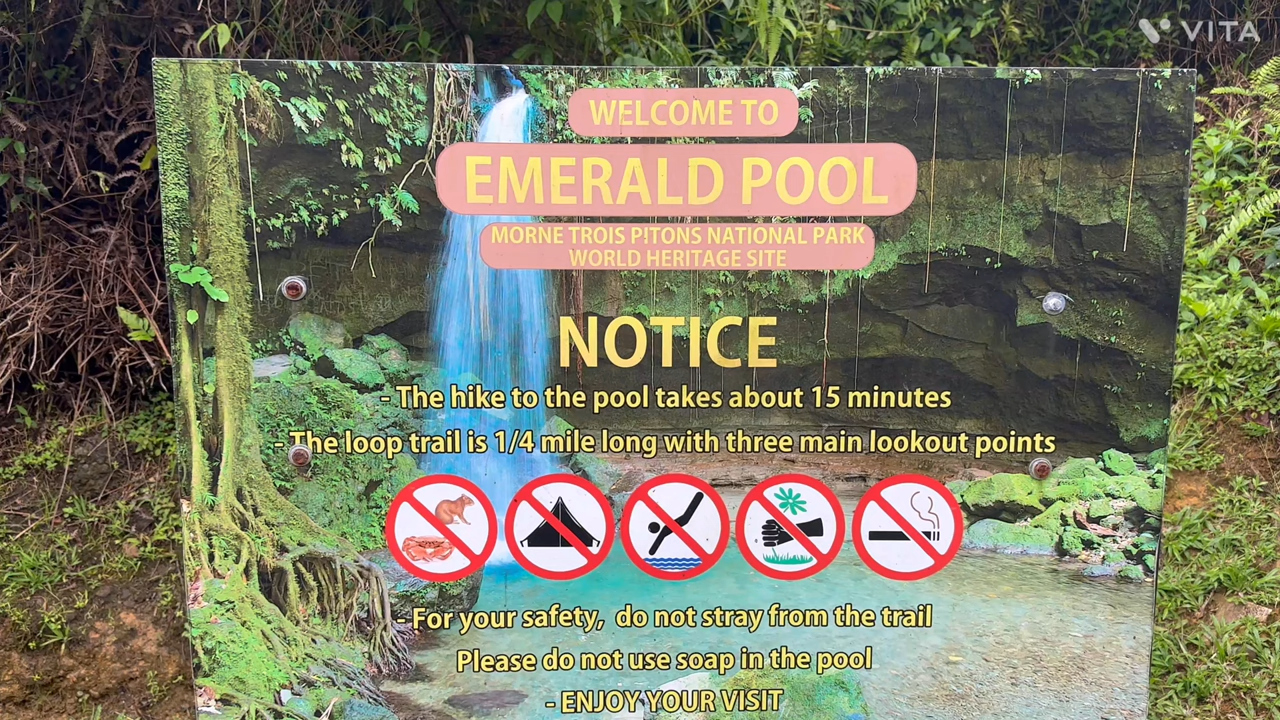 VITA
WELCOME TO
EMERALD POOL
MORNE TROIS PITONS NATIONAL PARK
WORLD HERITAGE SITE
NOTICE
- The hike to the pool takes about 15 minutes
- The loop trail is 1/4 mile long with three main lookout points
- For your safety, do not stray from the trail
Please do not use soap in the pool
- ENJOY YOUR VISIT